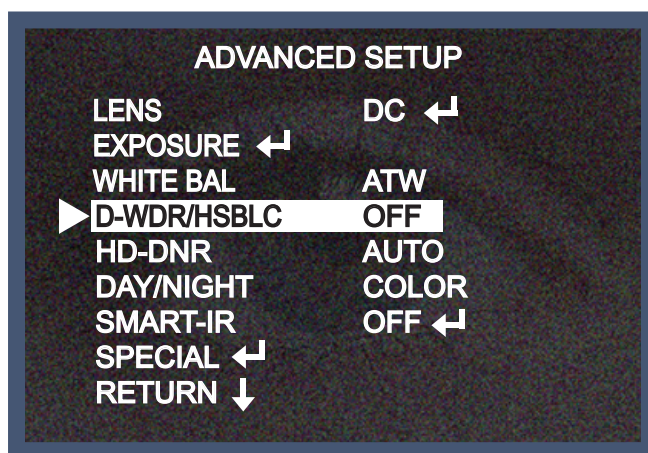 ADVANCED SETUP
LENS DC ↵
EXPOSURE ↵
WHITE BAL ATW
D-WDR/HSBLC OFF
HD-DNR AUTO
DAY/NIGHT COLOR
SMART-IR OFF ↵
SPECIAL ↵
RETURN ↓